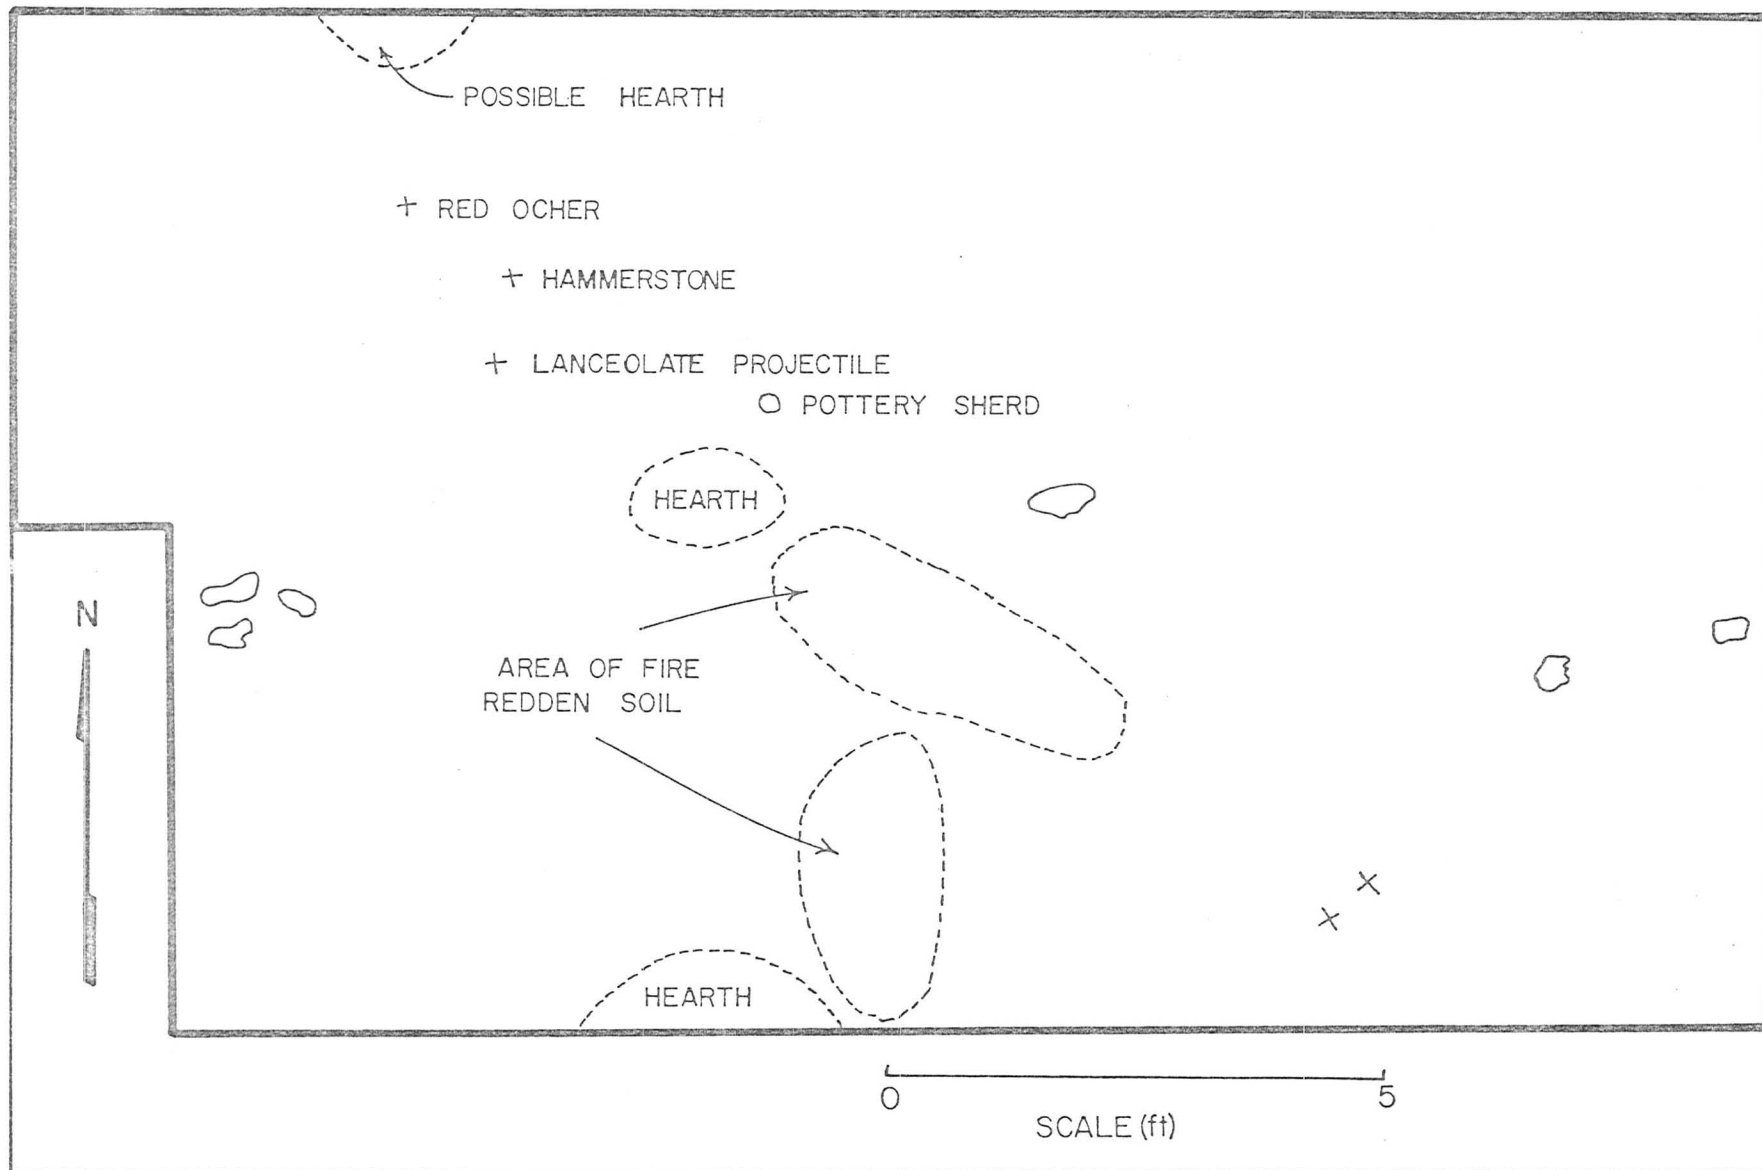 POSSIBLE HEARTH
+ RED OCHER
+ HAMMERSTONE
+ LANCEOLATE PROJECTILE
POTTERY SHERD
HEARTH
N
AREA OF FIRE
REDDEN SOIL
HEARTH
0 5
SCALE (ft)